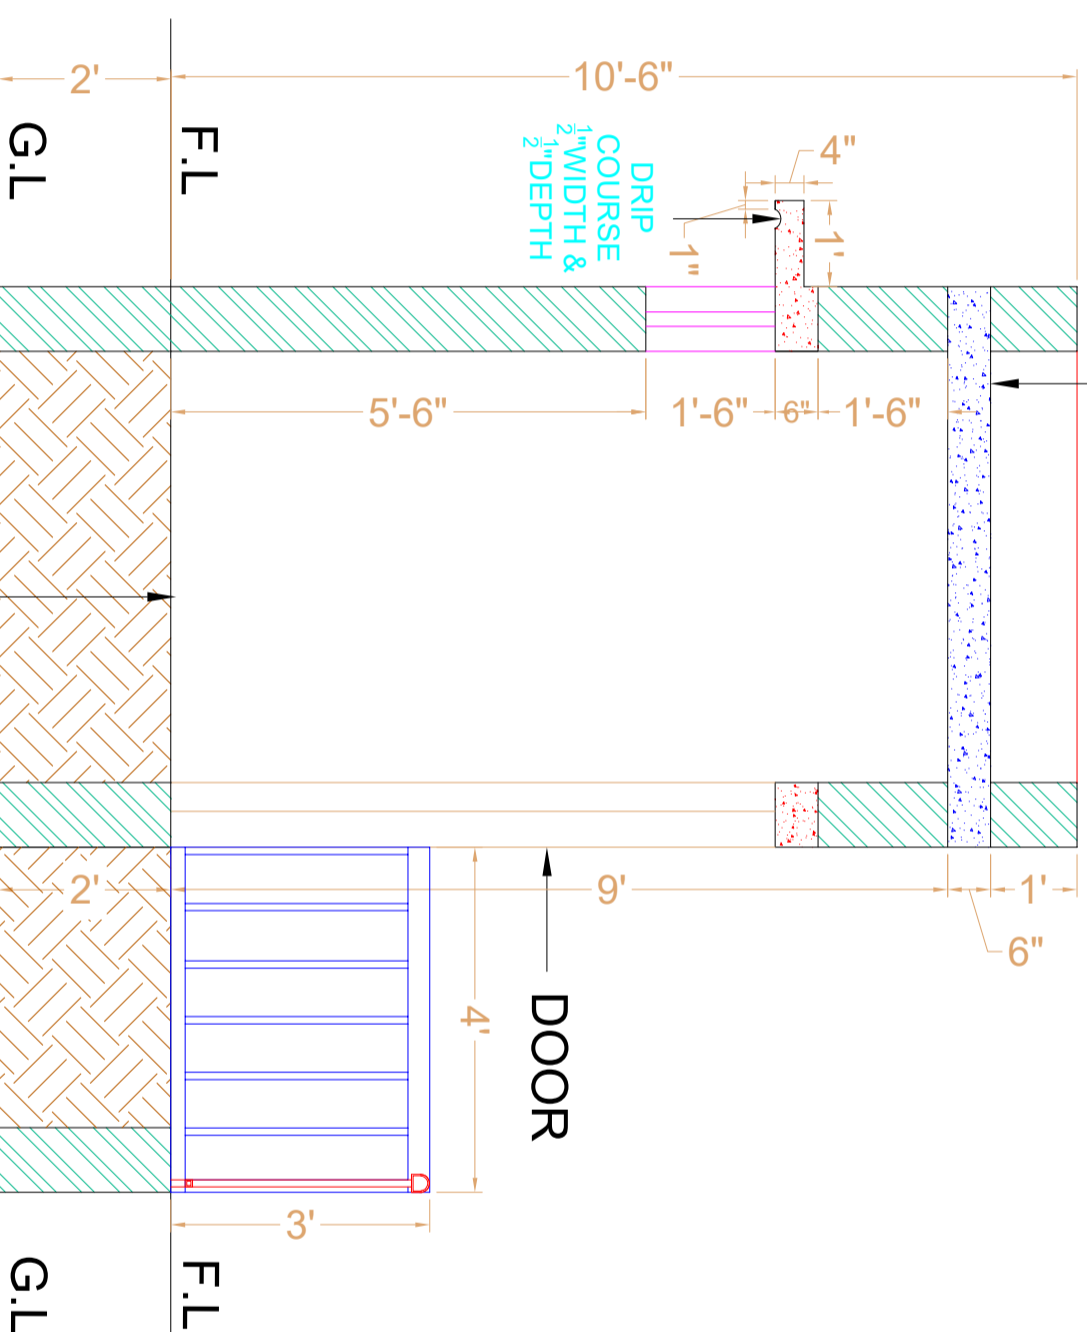 2'
10'-6"
G.L
F.L
DRIP
COURSE
1/2"WIDTH &
1/2"DEPTH
4"
1'
1"
5'-6"
1'-6"
6"
1'-6"
2'
9'
1'
6"
4'
DOOR
3'
G.L
F.L